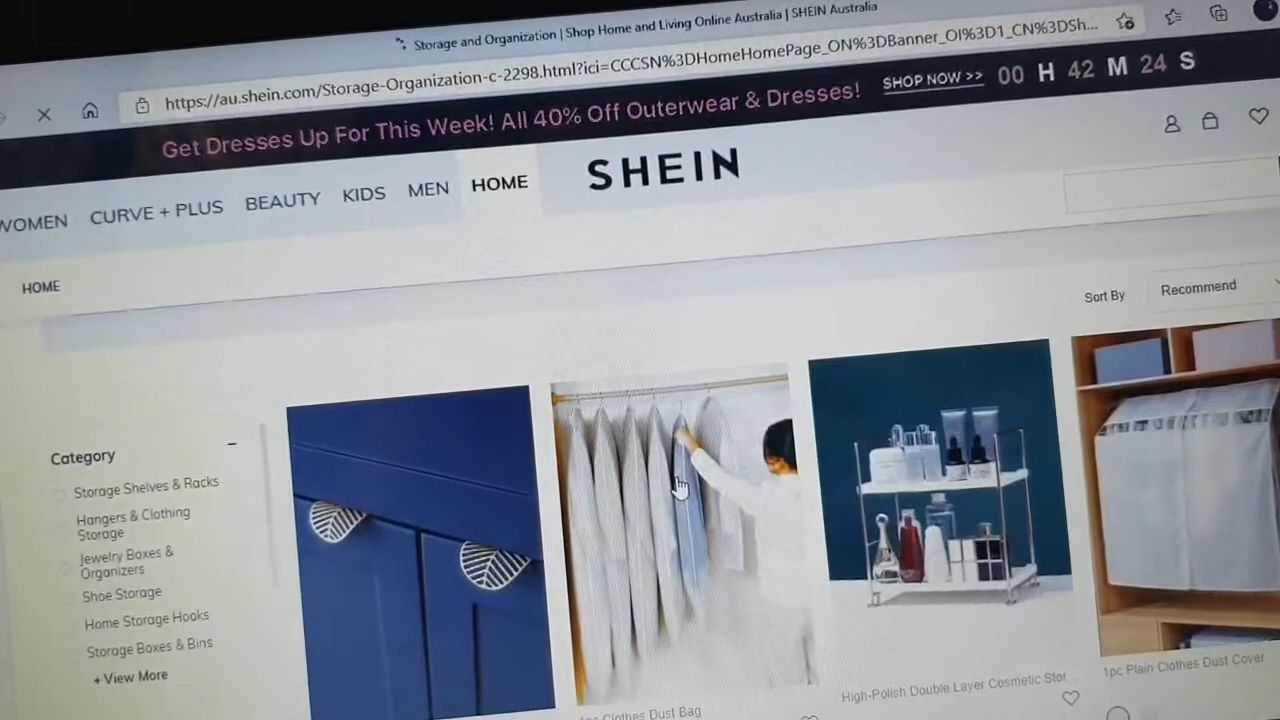 Storage and Organization | Shop Home and Living Online Australia | SHEIN Australia
https://au.shein.com/Storage-Organization-c-2298.html?ici=CCCSN%3DHomeHomePage_ON%3DBanner_OI%3D1_CN%3DSh...
Get Dresses Up For This Week! All 40% Off Outerwear & Dresses! SHOP NOW >> 00 H 42 M 24 S
WOMEN CURVE + PLUS BEAUTY KIDS MEN HOME SHEIN
HOME
Sort By Recommend
Category –
Storage Shelves & Racks
Hangers & Clothing
Storage
Jewelry Boxes &
Organizers
Shoe Storage
Home Storage Hooks
Storage Boxes & Bins
+ View More
Clothes Dust Bag
High-Polish Double Layer Cosmetic Stor...
1pc Plain Clothes Dust Cover